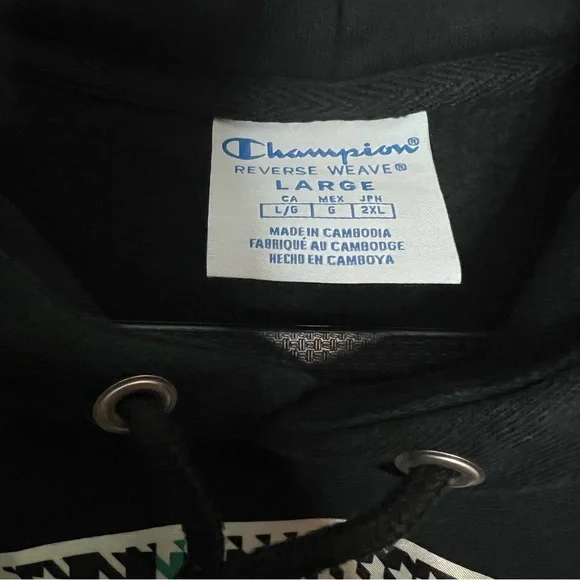 Champion®
REVERSE WEAVE®
LARGE
CA MEX JPN
L/G G 2XL
MADE IN CAMBODIA
FABRIQUÉ AU CAMBODGE
HECHO EN CAMBOYA